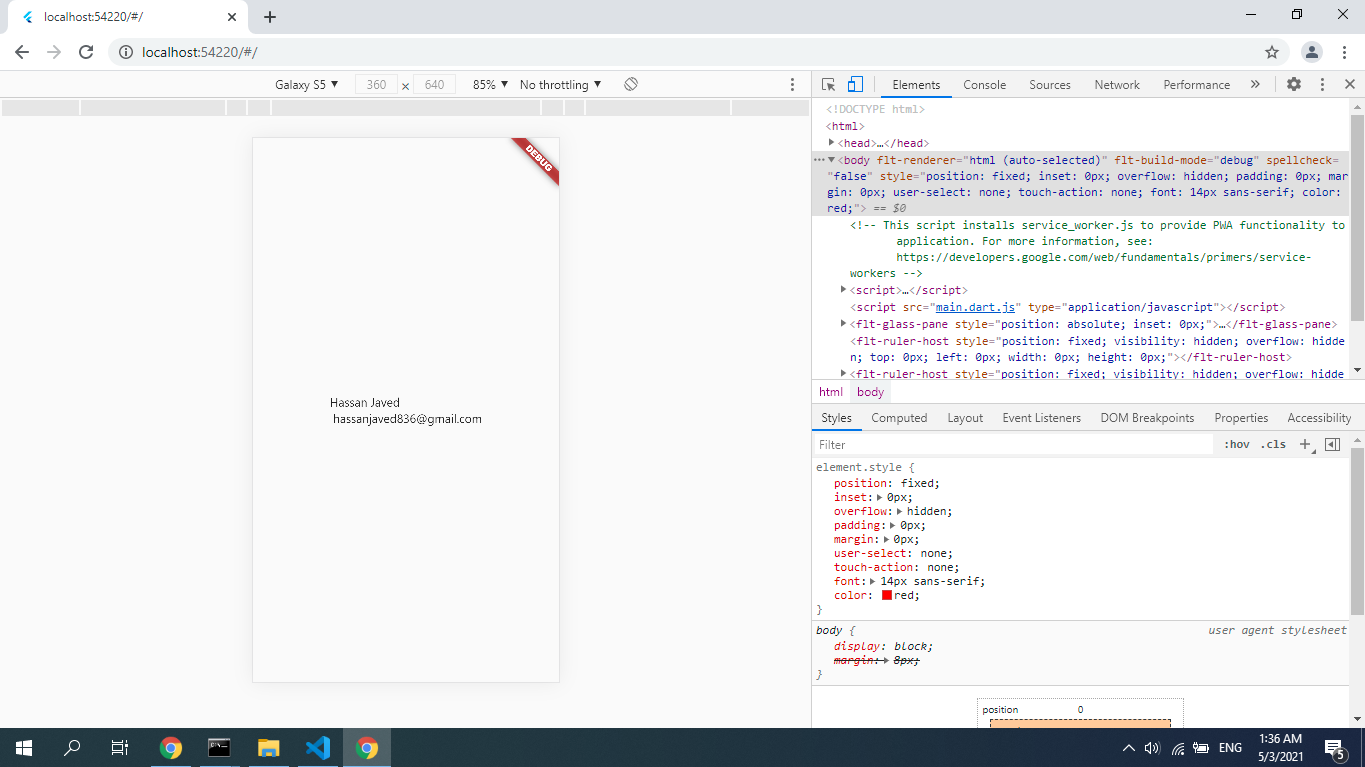 localhost:54220/#/
localhost:54220/#/
Galaxy S5 360 × 640 85% No throttling
Elements Console Sources Network Performance
DEBUG
Hassan Javed
hassanjaved836@gmail.com
<!DOCTYPE html>
<html>
<head>…</head>
<body flt-renderer="html (auto-selected)" flt-build-mode="debug" spellcheck=
"false" style="position: fixed; inset: 0px; overflow: hidden; padding: 0px; mar
gin: 0px; user-select: none; touch-action: none; font: 14px sans-serif; color:
red;"> == $0
<!-- This script installs service_worker.js to provide PWA functionality to
application. For more information, see:
https://developers.google.com/web/fundamentals/primers/service-
workers -->
<script>…</script>
<script src="main.dart.js" type="application/javascript"></script>
<flt-glass-pane style="position: absolute; inset: 0px;">…</flt-glass-pane>
<flt-ruler-host style="position: fixed; visibility: hidden; overflow: hidde
n; top: 0px; left: 0px; width: 0px; height: 0px;"></flt-ruler-host>
<flt-ruler-host style="position: fixed; visibility: hidden; overflow: hidde
html body
Styles Computed Layout Event Listeners DOM Breakpoints Properties Accessibility
Filter :hov .cls
element.style {
position: fixed;
inset: 0px;
overflow: hidden;
padding: 0px;
margin: 0px;
user-select: none;
touch-action: none;
font: 14px sans-serif;
color: red;
}
body { user agent stylesheet
display: block;
margin: 8px;
}
position 0
ENG
1:36 AM
5/3/2021
5